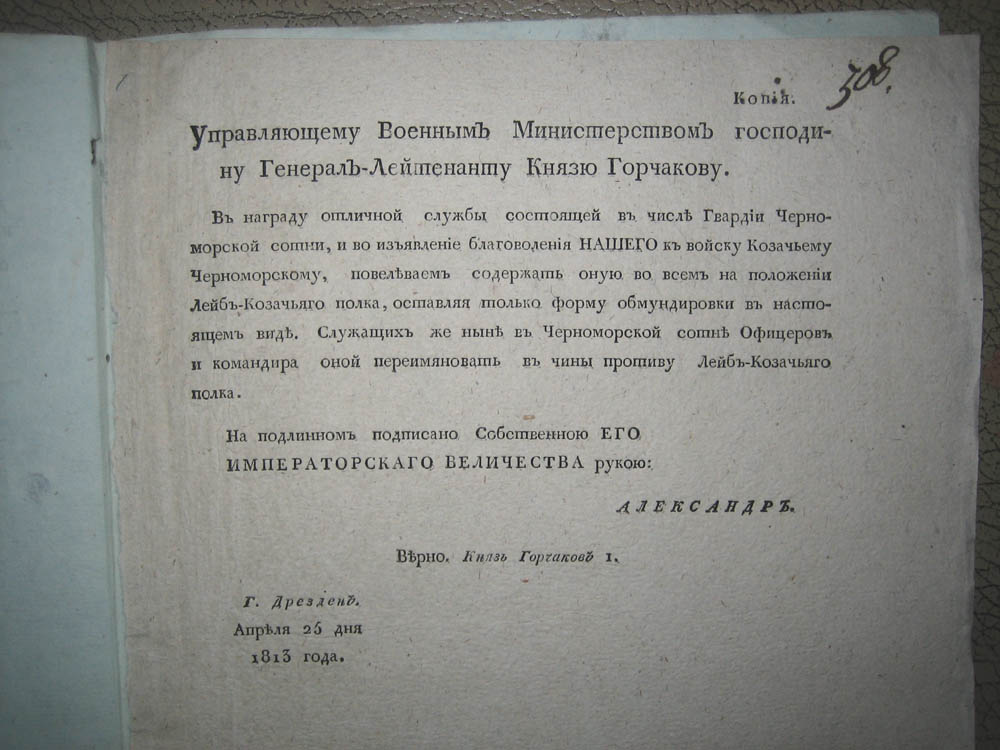 308.
Копія.
Управляющему Военнымъ Министерствомъ господи-
ну Генералъ-Лейтенанту Князю Горчакову.
Въ награду отличной службы состоящей въ числѣ Гвардіи Черно-
морской сотни, и во изъявленіе благоволенія НАШЕГО къ войску Козачьему
Черноморскому, повелѣваемъ содержать оную во всемъ на положеніи
Лейбъ-Козачьяго полка, оставляя только форму обмундировки въ насто-
ящемъ видѣ. Служащихъ же нынѣ въ Черноморской сотнѣ Офицеровъ
и командира оной переимяновать въ чины противу Лейбъ-Козачьяго
полка.
На подлинномъ подписано Собственною ЕГО
ИМПЕРАТОРСКАГО ВЕЛИЧЕСТВА рукою:
АЛЕКСАНДРЪ.
Вѣрно. Князь Горчаковъ 1.
Г. Дрезденъ.
Апрѣля 25 дня
1813 года.